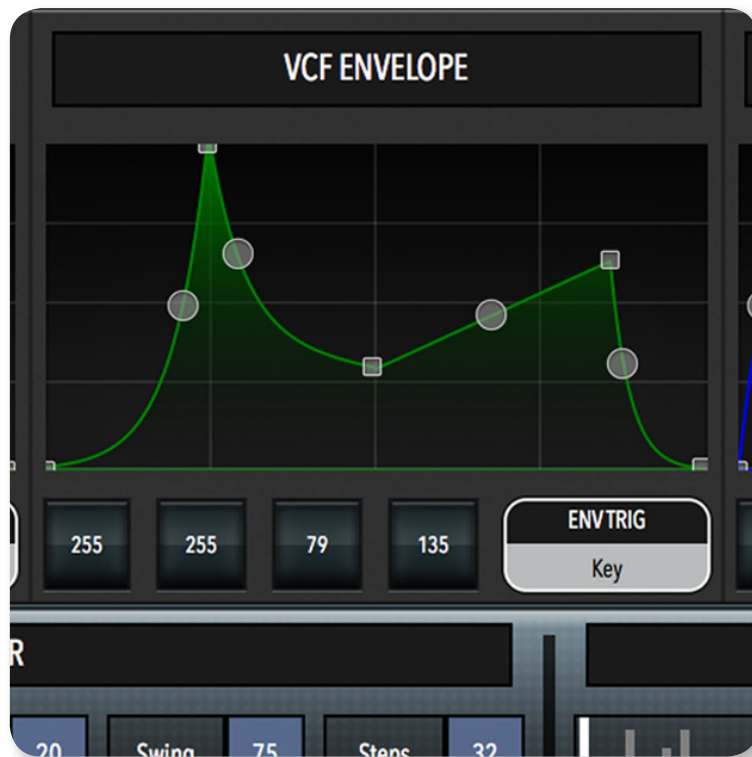 VCF ENVELOPE
255
255
79
135
ENV TRIG
Key
R
20
Swing
75
Steps
32